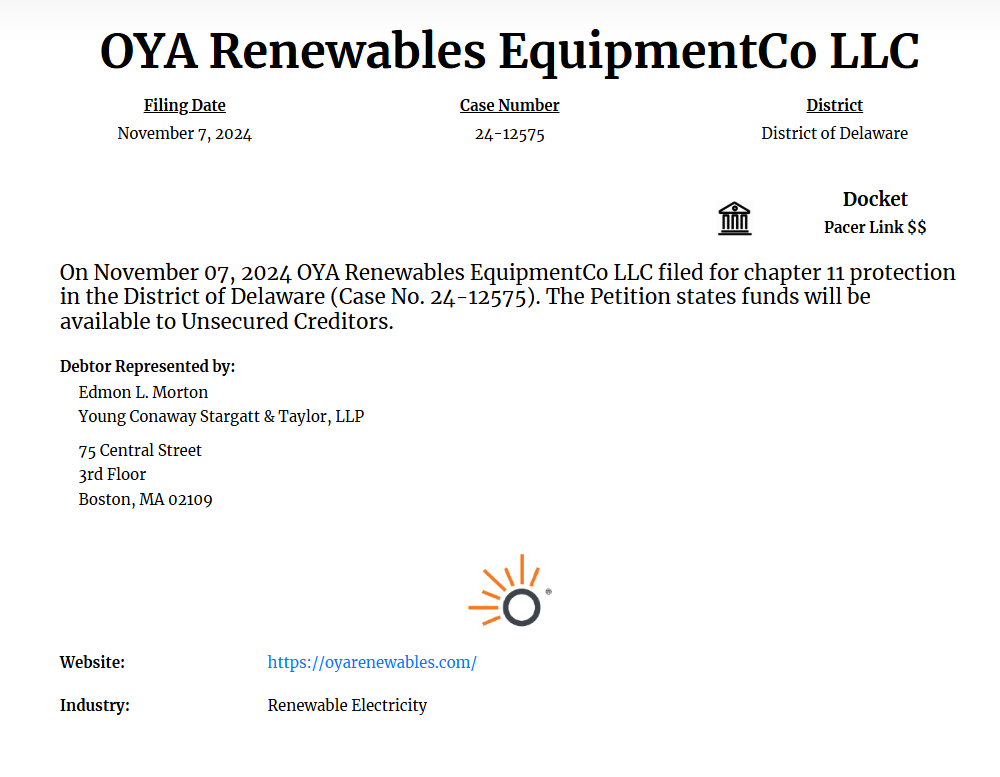 OYA Renewables EquipmentCo LLC
Filing Date
Case Number
District
November 7, 2024
24-12575
District of Delaware
Docket
Pacer Link $$
On November 07, 2024 OYA Renewables EquipmentCo LLC filed for chapter 11 protection
in the District of Delaware (Case No. 24-12575). The Petition states funds will be
available to Unsecured Creditors.
Debtor Represented by:
Edmon L. Morton
Young Conaway Stargatt & Taylor, LLP
75 Central Street
3rd Floor
Boston, MA 02109
®
Website:
https://oyarenewables.com/
Industry:
Renewable Electricity